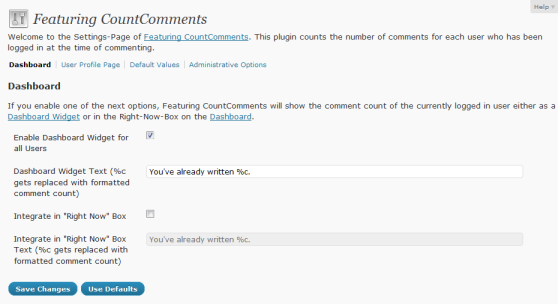 Help
Featuring CountComments
Welcome to the Settings-Page of Featuring CountComments. This plugin counts the number of comments for each user who has been
logged in at the time of commenting.
Dashboard | User Profile Page | Default Values | Administrative Options
Dashboard
If you enable one of the next options, Featuring CountComments will show the comment count of the currently logged in user either as a
Dashboard Widget or in the Right-Now-Box on the Dashboard.
Enable Dashboard Widget for
all Users
Dashboard Widget Text (%c
gets replaced with formatted
comment count)
You've already written %c.
Integrate in "Right Now" Box
Integrate in "Right Now" Box
Text (%c gets replaced with
formatted comment count)
You've already written %c.
Save Changes
Use Defaults